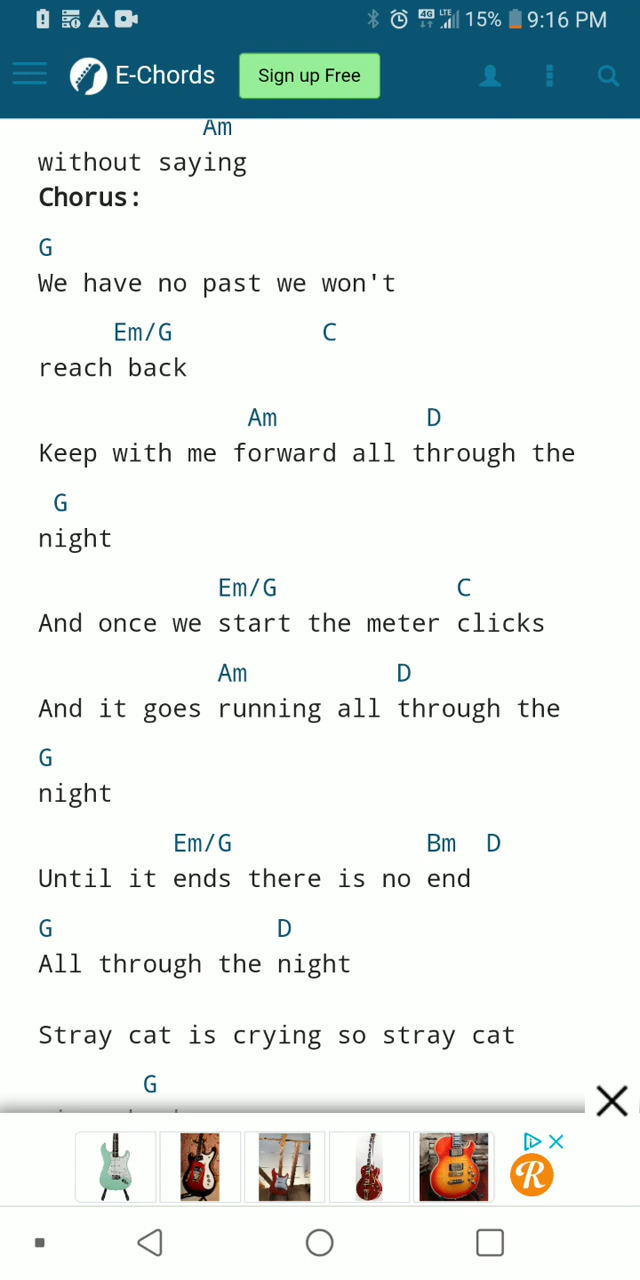 4G LTE 15% 9:16 PM
E-Chords Sign up Free
Am
without saying
Chorus:
G
We have no past we won't
Em/G C
reach back
Am D
Keep with me forward all through the
G
night
Em/G C
And once we start the meter clicks
Am D
And it goes running all through the
G
night
Em/G Bm D
Until it ends there is no end
G D
All through the night
Stray cat is crying so stray cat
G
R